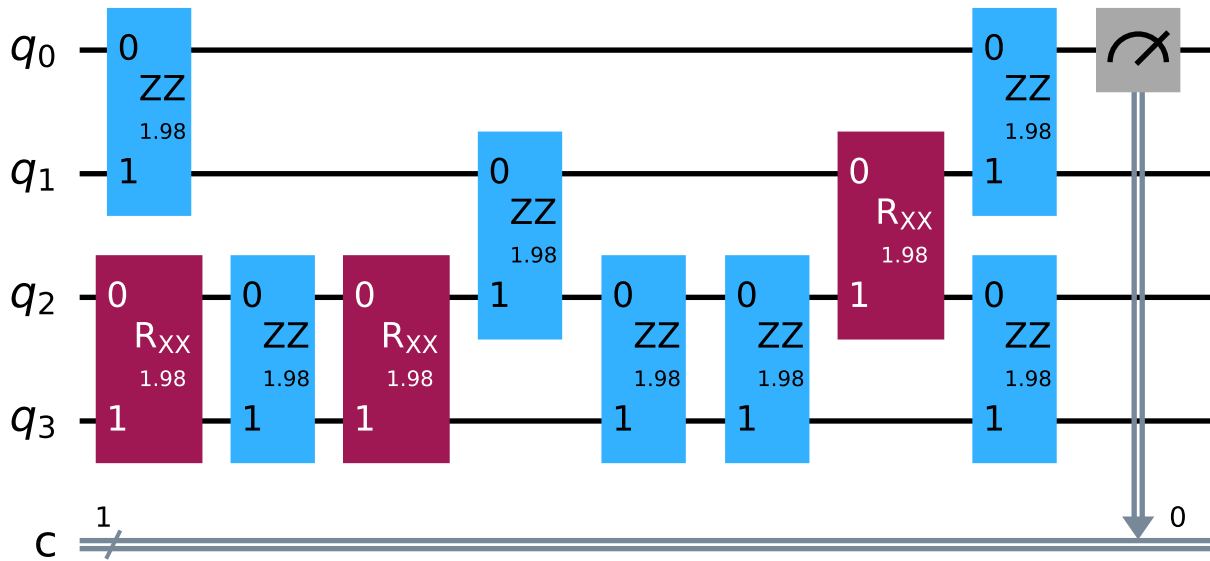 q0 0 ZZ 1.98 1 0 ZZ 1.98 1
q1 0 ZZ 1.98 1 0 RXX 1.98 1
q2 0 RXX 1.98 1 0 ZZ 1.98 1 0 RXX 1.98 1 0 ZZ 1.98 1 0 ZZ 1.98 1 0 ZZ 1.98 1
q3
c 1 0